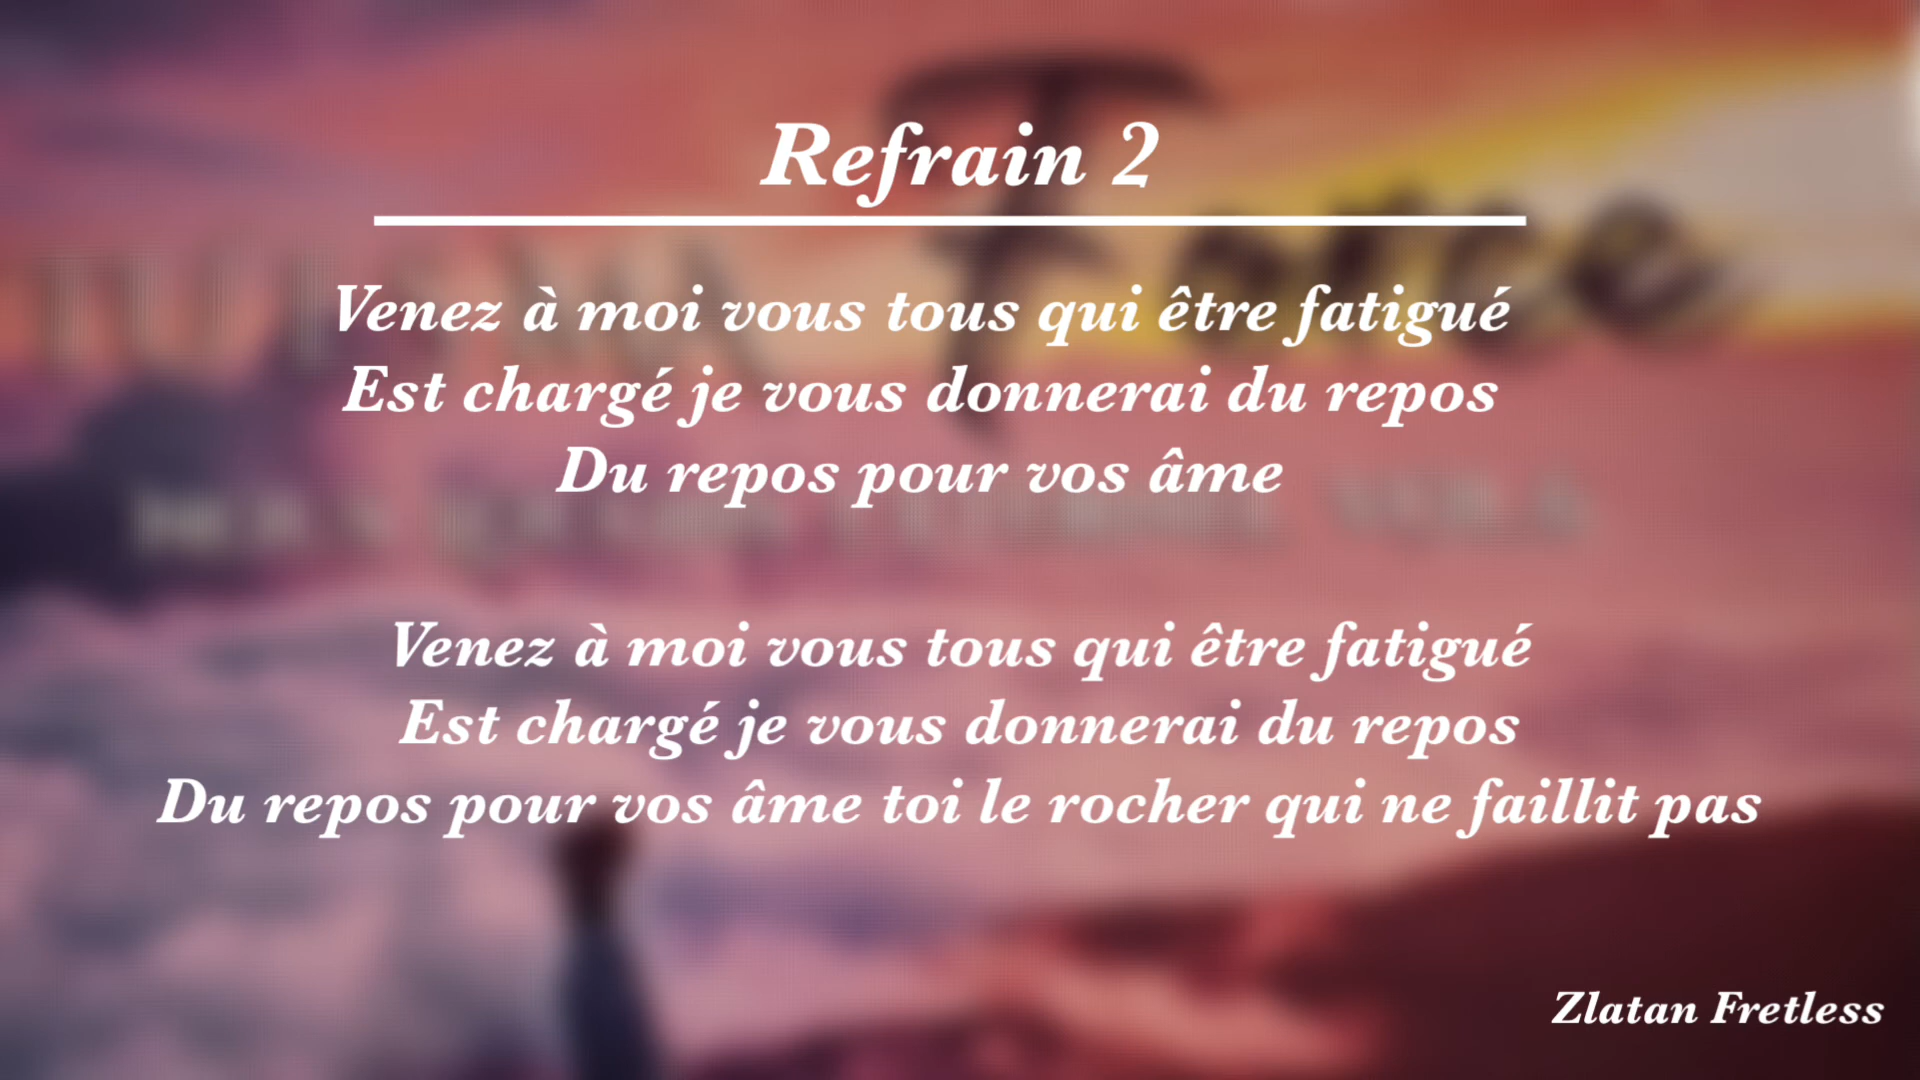 Refrain 2
Venez à moi vous tous qui être fatigué
Est chargé je vous donnerai du repos
Du repos pour vos âme
Venez à moi vous tous qui être fatigué
Est chargé je vous donnerai du repos
Du repos pour vos âme toi le rocher qui ne faillit pas
Zlatan Fretless